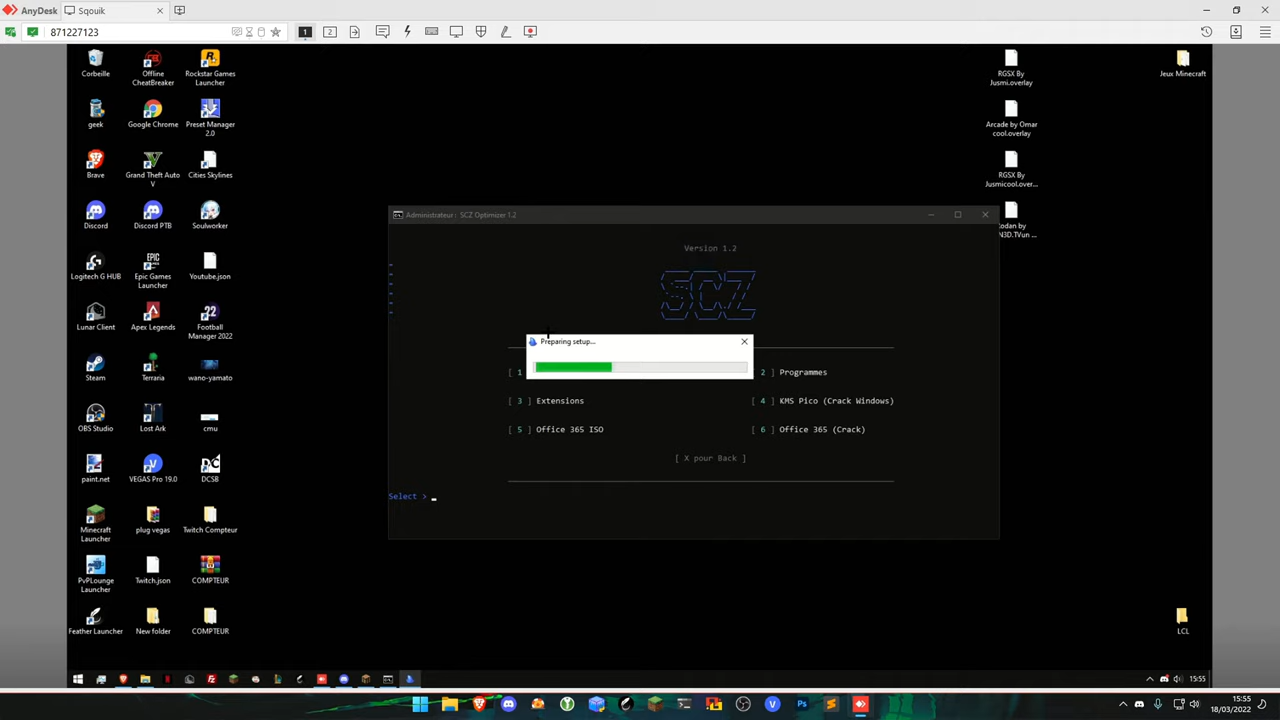 AnyDesk
Sqouik
871227123
1
2
Corbeille
Offline CheatBreaker
Rockstar Games Launcher
geek
Google Chrome
Preset Manager 2.0
Brave
Grand Theft Auto V
Cities Skylines
Discord
Discord PTB
Soulworker
Logitech G HUB
Epic Games Launcher
Youtube.json
Lunar Client
Apex Legends
Football Manager 2022
Steam
Terraria
wano-yamato
OBS Studio
Lost Ark
cmu
paint.net
VEGAS Pro 19.0
DCSB
Minecraft Launcher
plug vegas
Twitch Compteur
PvPLounge Launcher
Twitch.json
COMPTEUR
Feather Launcher
New folder
COMPTEUR
RGSX By Jusmi.overlay
Arcade by Omar cool.overlay
RGSX By Jusmicool.over...
Jeux Minecraft
LCL
Administrateur : SCZ Optimizer 1.2
Version 1.2
SCZ
Preparing setup...
[ 1
2 ] Programmes
[ 3 ] Extensions
[ 4 ] KMS Pico (Crack Windows)
[ 5 ] Office 365 ISO
[ 6 ] Office 365 (Crack)
[ X pour Back ]
Select >
15:55
15:55
18/03/2022